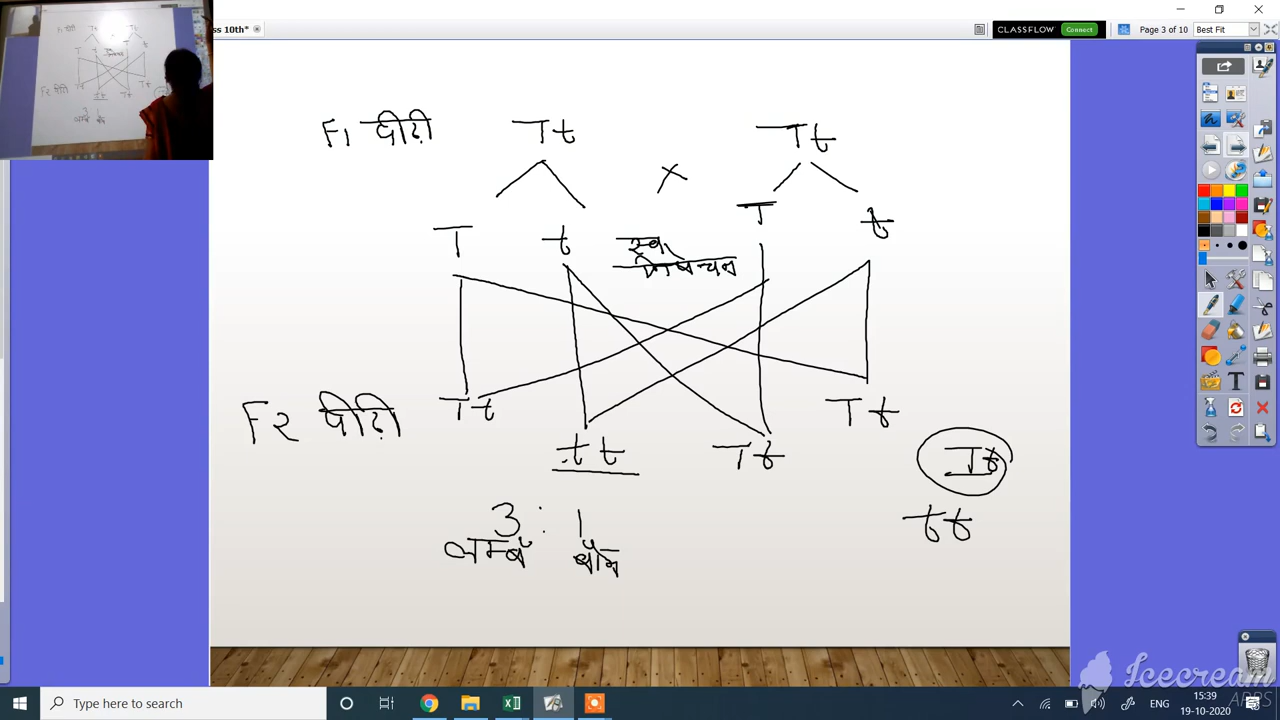 ss 10th*
CLASSFLOW Connect
Page 3 of 10
Best Fit
F1 पीढ़ी Tt × Tt
T t T t
स्व
F2 पीढ़ी Tt tt Tt Tt
Tt
tt
3 : 1
लम्बे बौने
Icecream
APPS
Type here to search
ENG
15:39
19-10-2020